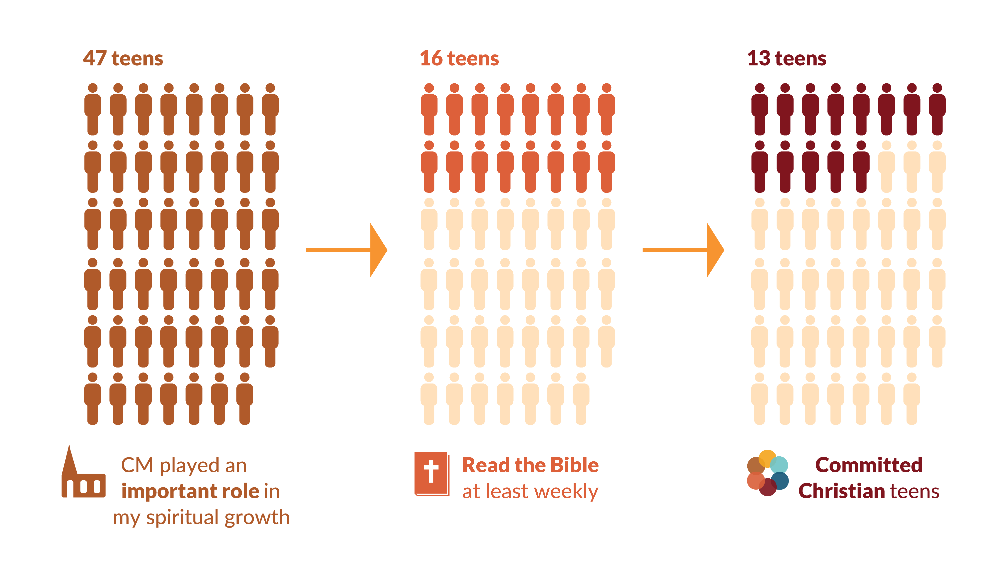 47 teens
16 teens
13 teens
CM played an
important role in
my spiritual growth
Read the Bible
at least weekly
Committed
Christian teens